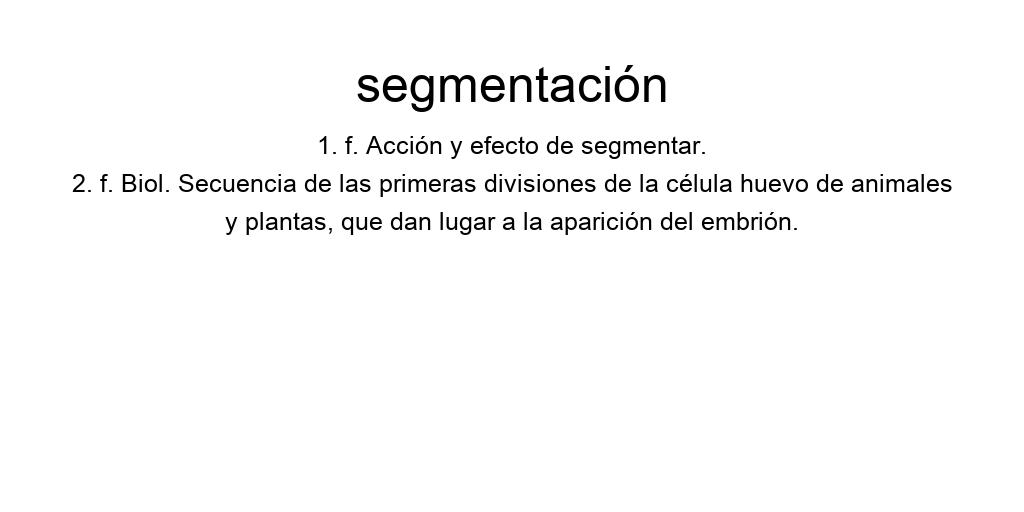 segmentación
1. f. Acción y efecto de segmentar.
2. f. Biol. Secuencia de las primeras divisiones de la célula huevo de animales
y plantas, que dan lugar a la aparición del embrión.